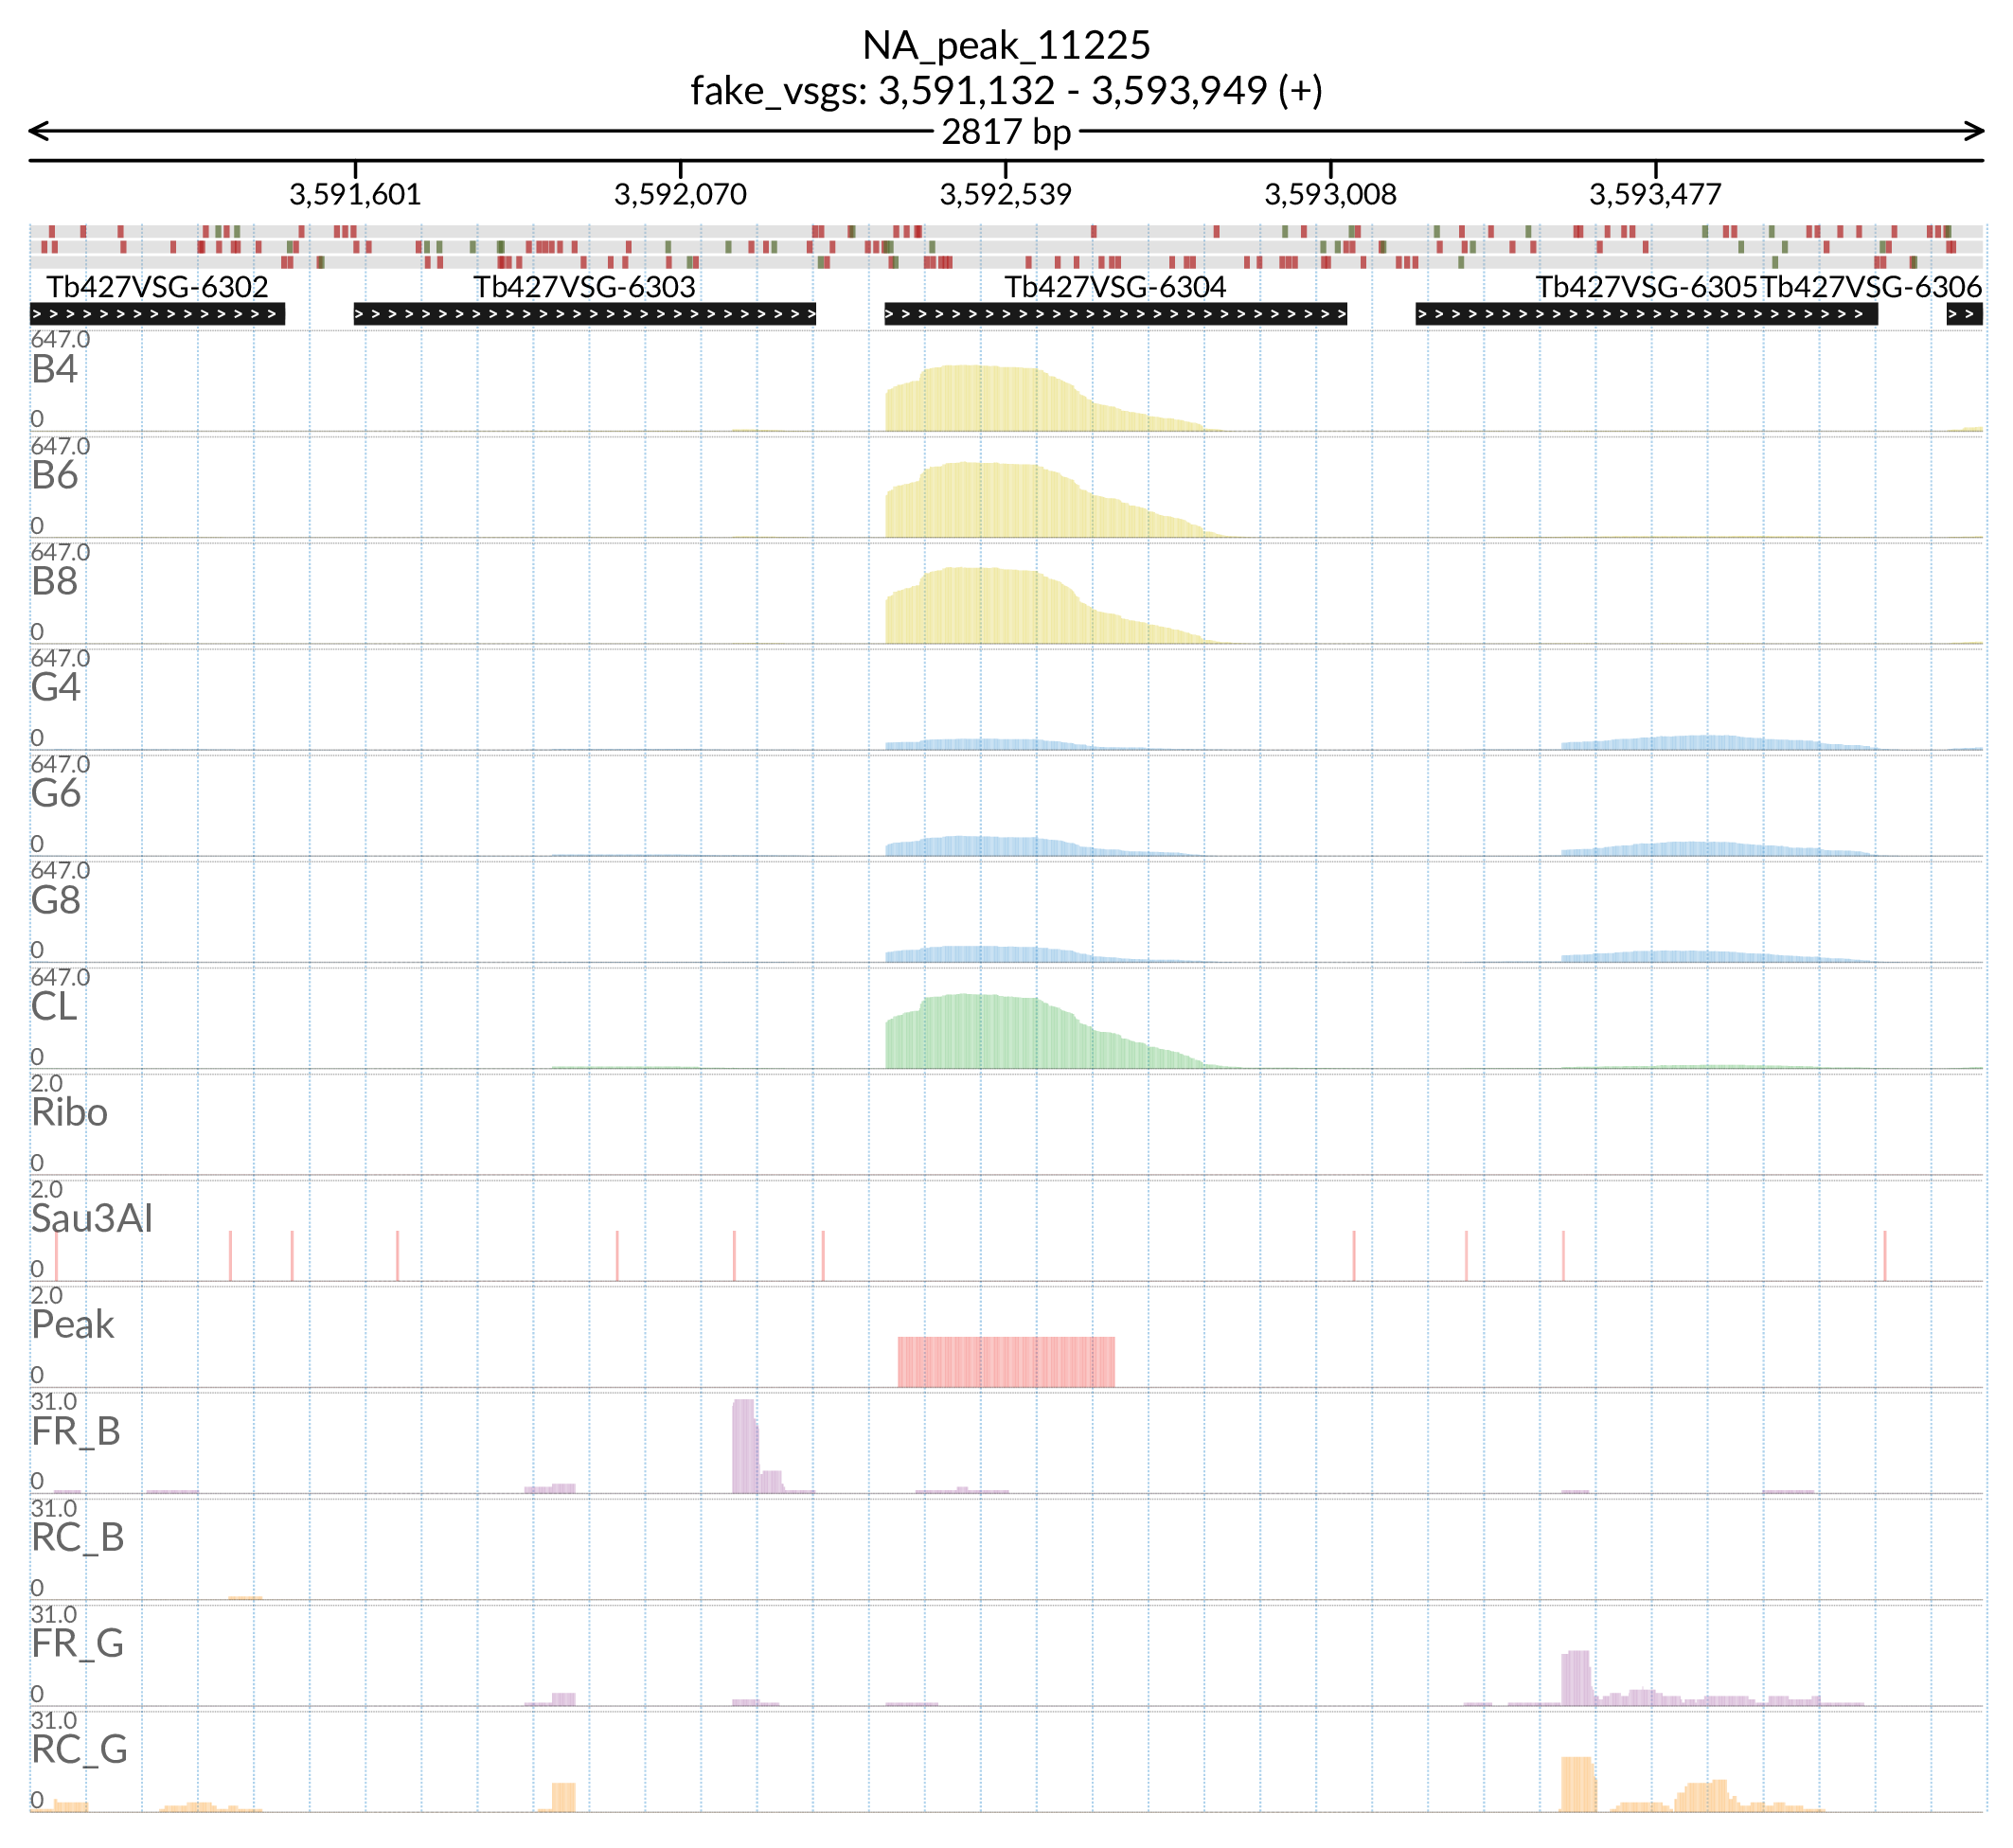 NA_peak_11225
fake_vsgs: 3,591,132 - 3,593,949 (+)
2817 bp
3,591,601 3,592,070 3,592,539 3,593,008 3,593,477
Tb427VSG-6302 Tb427VSG-6303 Tb427VSG-6304 Tb427VSG-6305 Tb427VSG-6306
647.0
B4
0
647.0
B6
0
647.0
B8
0
647.0
G4
0
647.0
G6
0
647.0
G8
0
647.0
CL
0
2.0
Ribo
0
2.0
Sau3AI
0
2.0
Peak
0
31.0
FR_B
0
31.0
RC_B
0
31.0
FR_G
0
31.0
RC_G
0